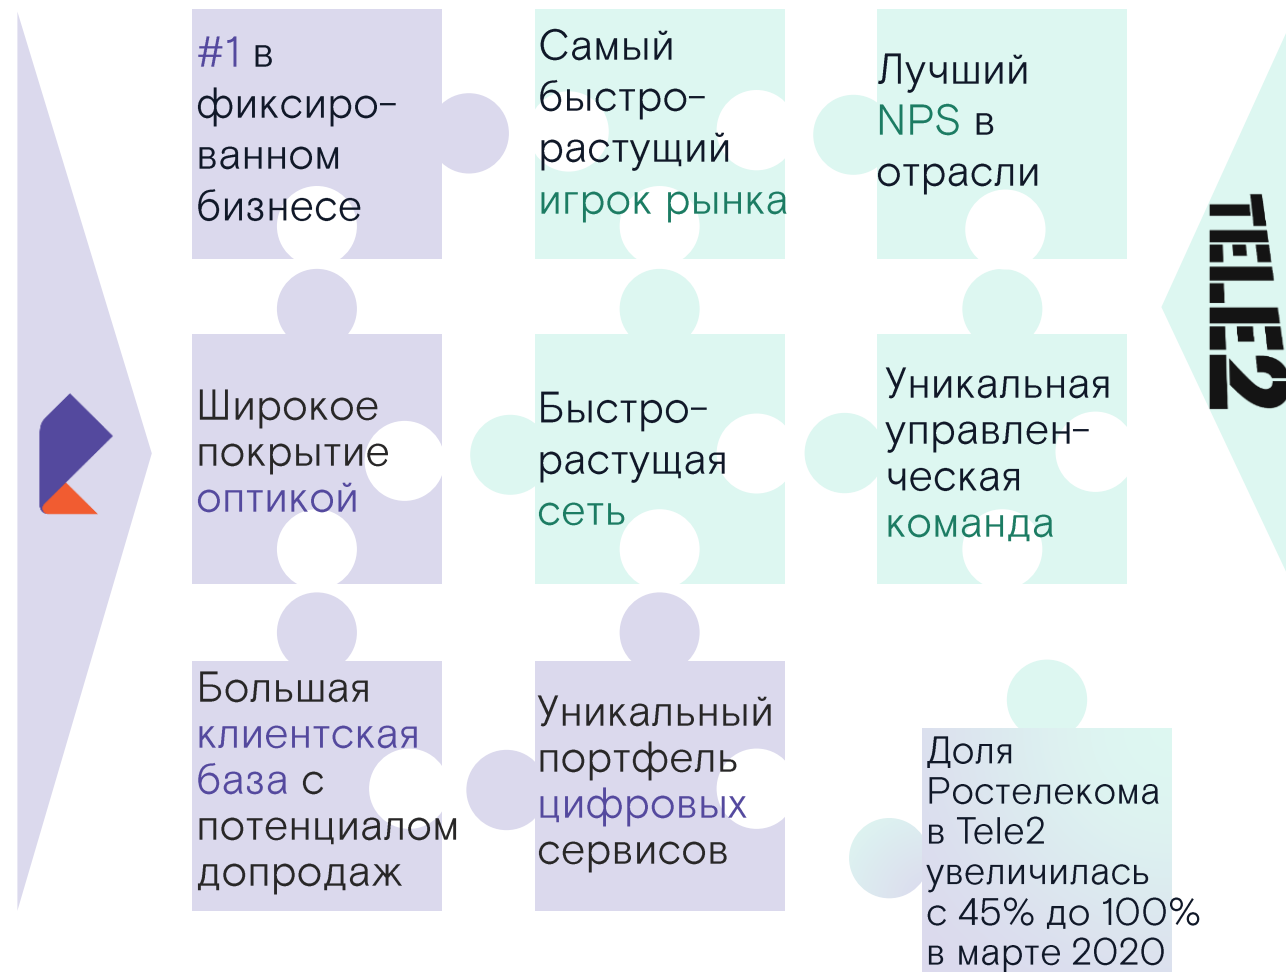 #1 в
фиксиро–
ванном
бизнесе
Самый
быстро–
растущий
игрок рынка
Лучший
NPS в
отрасли
TELE2
Широкое
покрытие
оптикой
Быстро–
растущая
сеть
Уникальная
управлен–
ческая
команда
Большая
клиентская
база с
потенциалом
допродаж
Уникальный
портфель
цифровых
сервисов
Доля
Ростелекома
в Tele2
увеличилась
с 45% до 100%
в марте 2020